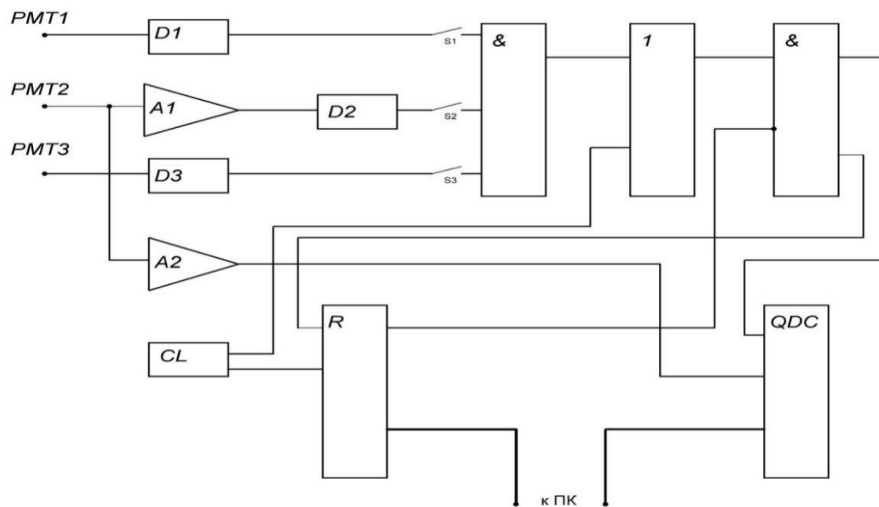 PMT1
D1
S1
&
1
&
PMT2
A1
D2
S2
PMT3
D3
S3
A2
R
QDC
CL
к ПК